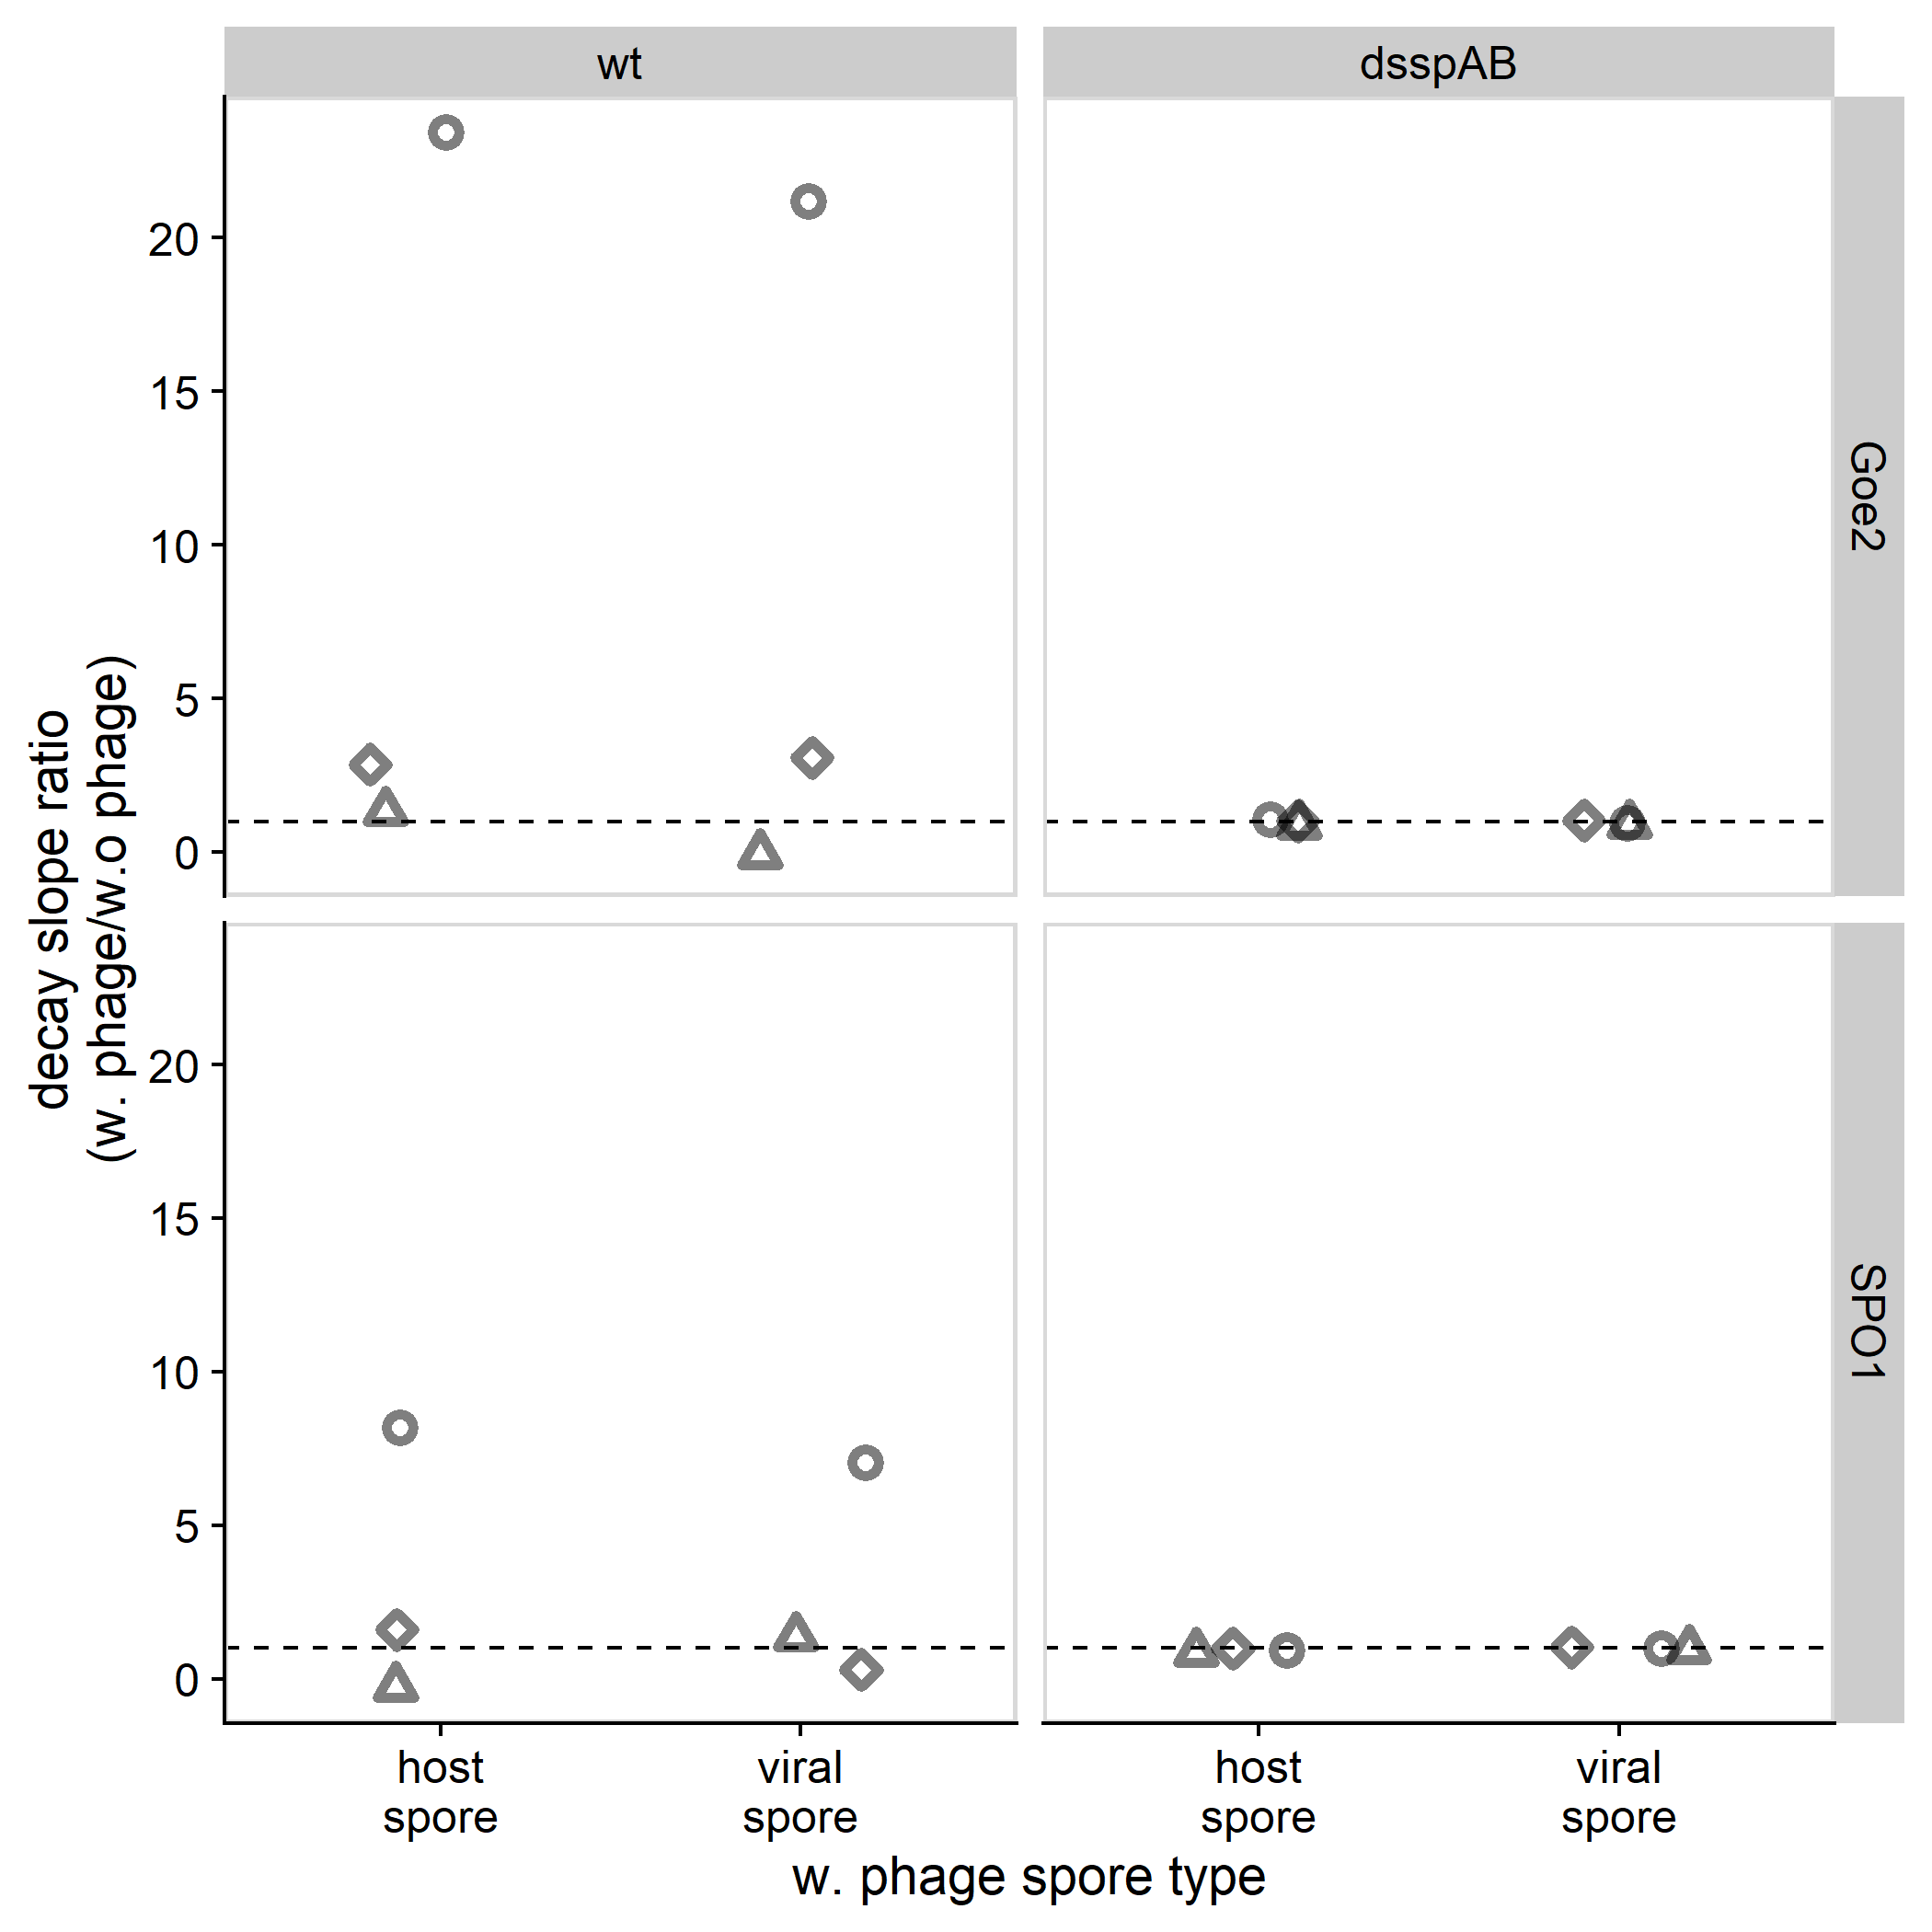 wt
dsspAB
Goe2
SPO1
decay slope ratio
(w. phage/w.o phage)
20
15
10
5
0
20
15
10
5
0
host
spore
viral
spore
host
spore
viral
spore
w. phage spore type